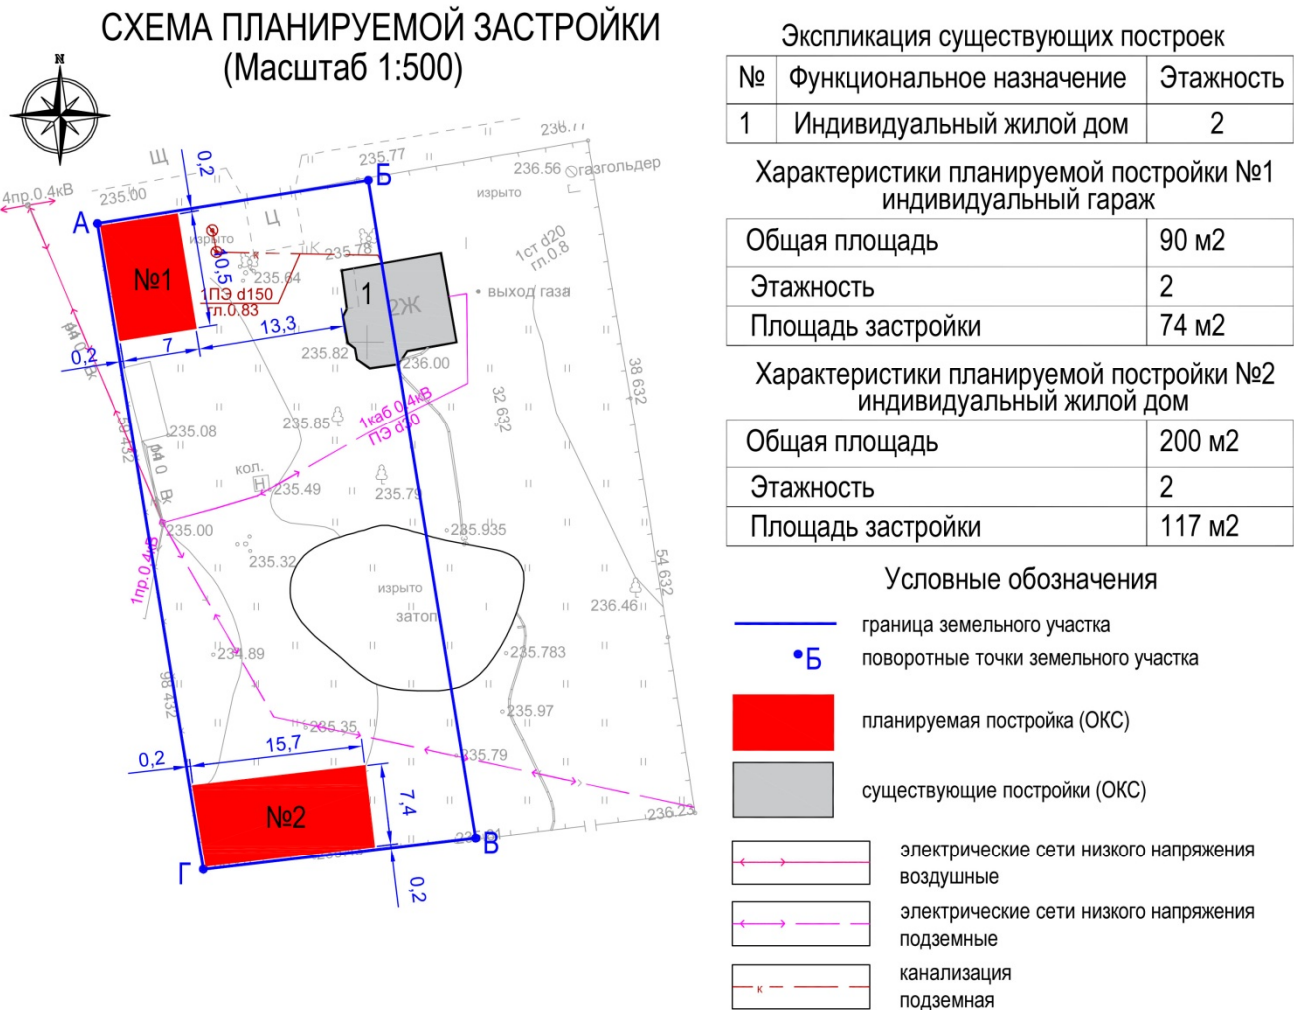 СХЕМА ПЛАНИРУЕМОЙ ЗАСТРОЙКИ
(Масштаб 1:500)
N
4пр.0.4кВ
Щ
235.00
0,2
235.77
236.77
236.56
газгольдер
Б
изрыто
А
Ц
изрыто
К
235.78
1ст d20
гл.0.8
№1
10,5
235.64
1ПЭ d150
гл.0.83
1
2Ж
выход газа
13,3
7
0,2
235.82
236.00
38 632
32 632
1каб 0.4кВ
ПЭ d30
235.85
235.08
59 432
кол.
Н
235.49
235.79
235.00
235.935
1пр.0.4кВ
235.32
изрыто
затоп
54 632
236.46
234.89
235.783
98 432
235.97
235.35
235.79
15,7
0,2
№2
7,4
236.23
В
Г
0,2
Экспликация существующих построек
№ Функциональное назначение Этажность
1 Индивидуальный жилой дом 2
Характеристики планируемой постройки №1
индивидуальный гараж
Общая площадь 90 м2
Этажность 2
Площадь застройки 74 м2
Характеристики планируемой постройки №2
индивидуальный жилой дом
Общая площадь 200 м2
Этажность 2
Площадь застройки 117 м2
Условные обозначения
граница земельного участка
Б поворотные точки земельного участка
планируемая постройка (ОКС)
существующие постройки (ОКС)
электрические сети низкого напряжения
воздушные
электрические сети низкого напряжения
подземные
к
канализация
подземная